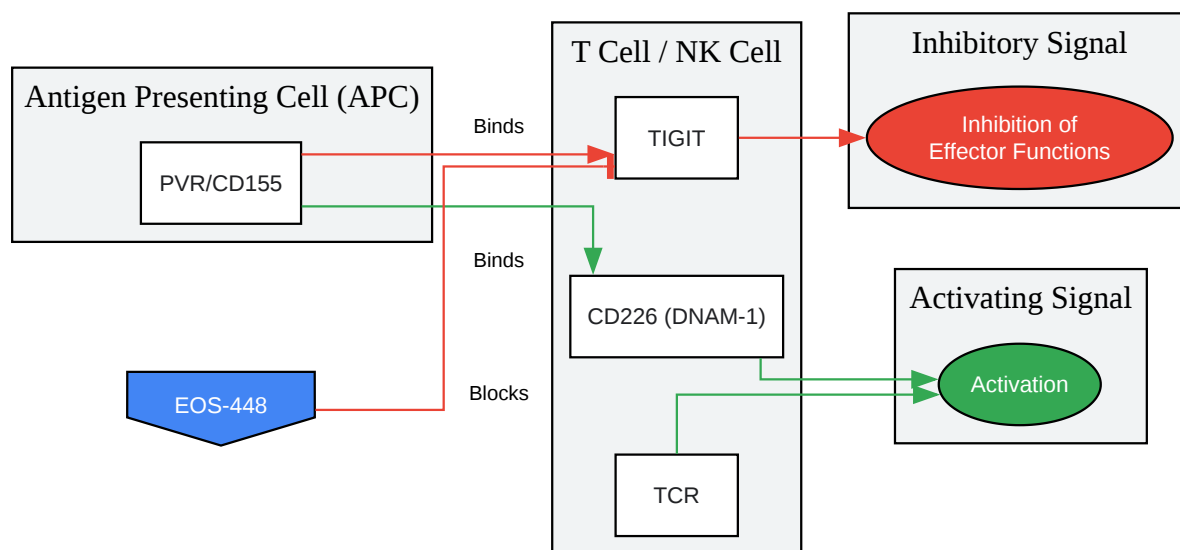 Antigen Presenting Cell (APC)
PVR/CD155
Binds
Binds
EOS-448
Blocks
T Cell / NK Cell
TIGIT
CD226 (DNAM-1)
TCR
Inhibitory Signal
Inhibition of
Effector Functions
Activating Signal
Activation